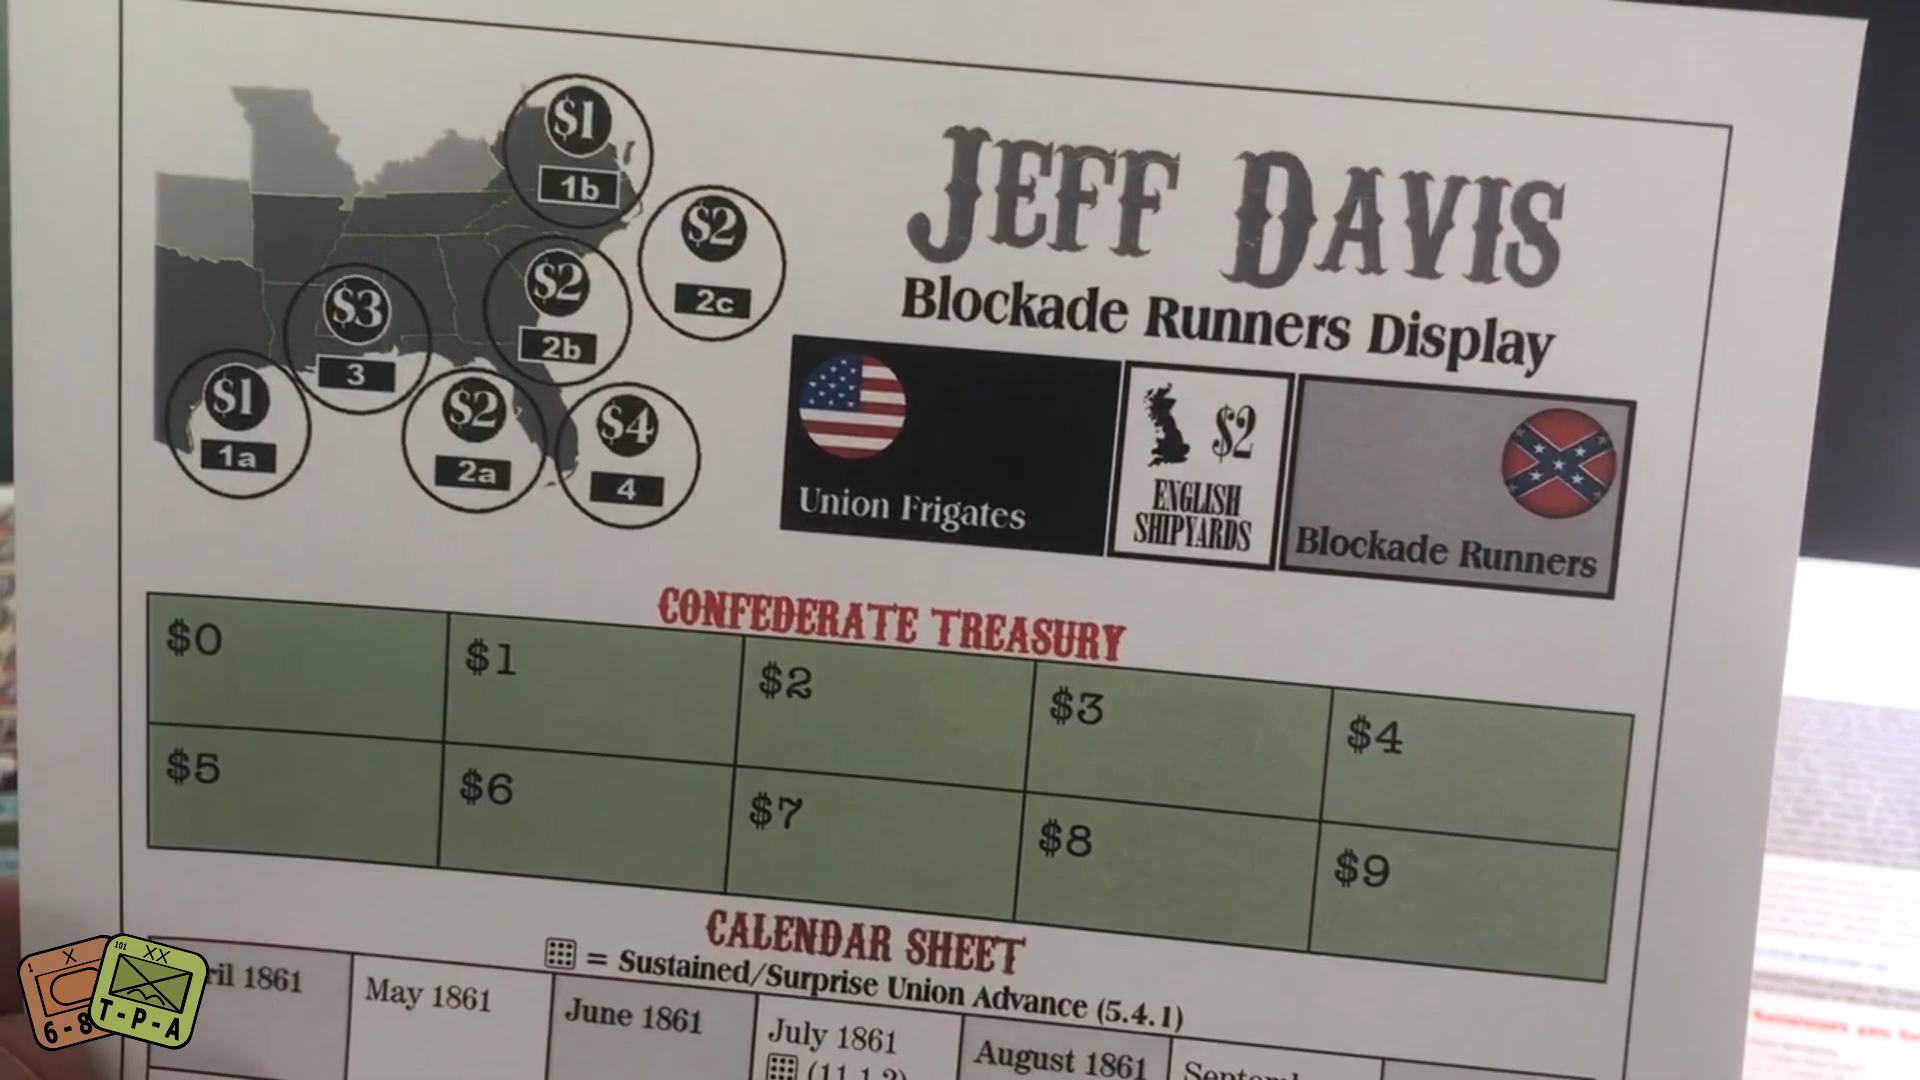 $1
1b
$2
2c
$2
2b
$3
3
$1
1a
$2
2a
$4
4
JEFF DAVIS
Blockade Runners Display
Union Frigates
$2
ENGLISH
SHIPYARDS
Blockade Runners
CONFEDERATE TREASURY
$0
$1
$2
$3
$4
$5
$6
$7
$8
$9
CALENDAR SHEET
= Sustained/Surprise Union Advance (5.4.1)
ril 1861
May 1861
June 1861
July 1861
August 1861
1
X
6-8
101
XX
T-P-A